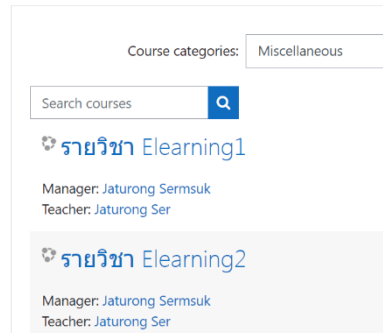 Course categories: Miscellaneous
Search courses
รายวิชา Elearning1
Manager: Jaturong Sermsuk
Teacher: Jaturong Ser
รายวิชา Elearning2
Manager: Jaturong Sermsuk
Teacher: Jaturong Ser